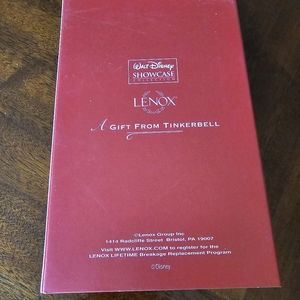 WALT DISNEY
SHOWCASE
COLLECTION
LENOX
A GIFT FROM TINKERBELL
©Lenox Group Inc
1414 Radcliffe Street Bristol, PA 19007
Visit WWW.LENOX.COM to register for the
LENOX LIFETIME Breakage Replacement Program
©Disney